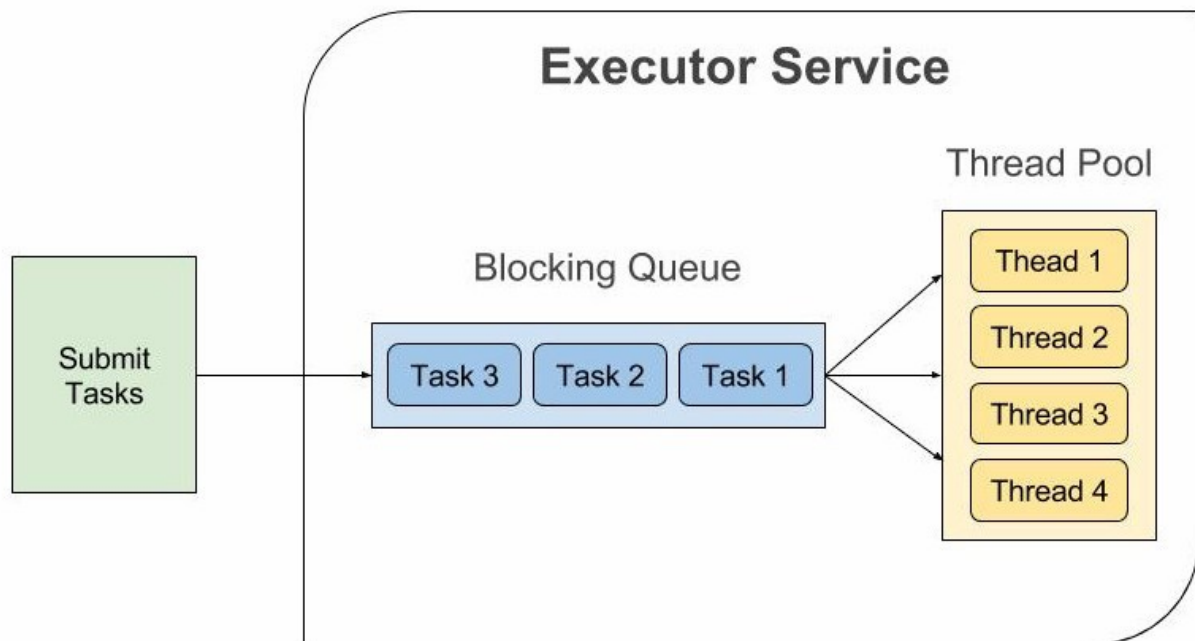 Executor Service
Thread Pool
Blocking Queue
Submit
Tasks
Task 3 Task 2 Task 1
Thead 1
Thread 2
Thread 3
Thread 4